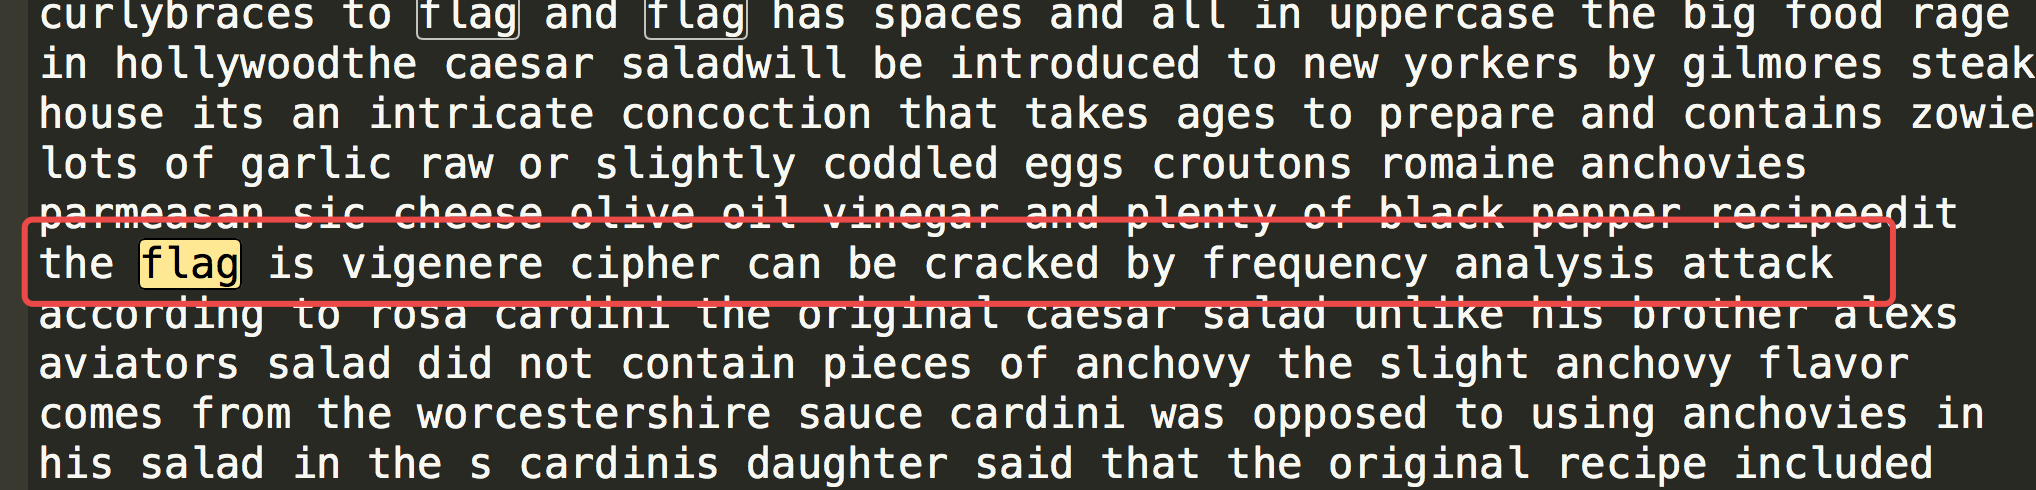 curlybraces to flag and flag has spaces and all in uppercase the big food rage
in hollywoodthe caesar saladwill be introduced to new yorkers by gilmores steak
house its an intricate concoction that takes ages to prepare and contains zowie
lots of garlic raw or slightly coddled eggs croutons romaine anchovies
parmeasan sic cheese olive oil vinegar and plenty of black pepper recipeedit
the flag is vigenere cipher can be cracked by frequency analysis attack
according to rosa cardini the original caesar salad unlike his brother alexs
aviators salad did not contain pieces of anchovy the slight anchovy flavor
comes from the worcestershire sauce cardini was opposed to using anchovies in
his salad in the s cardinis daughter said that the original recipe included